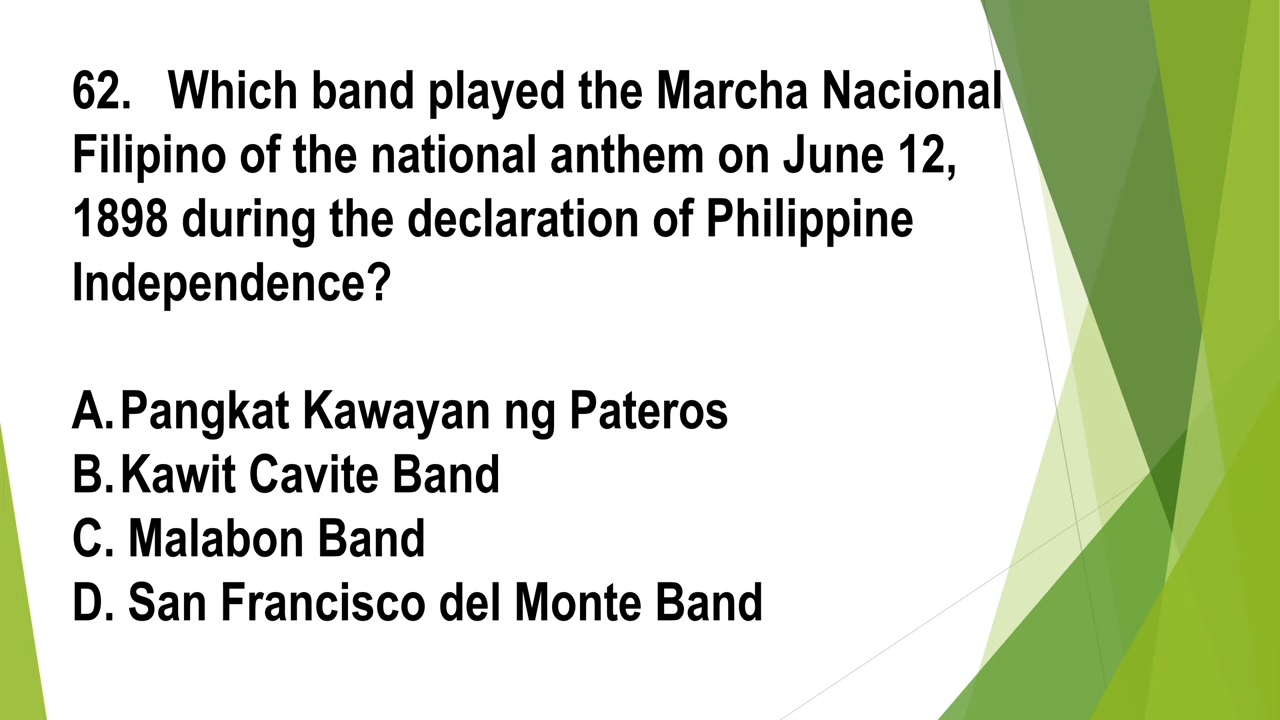 62. Which band played the Marcha Nacional
Filipino of the national anthem on June 12,
1898 during the declaration of Philippine
Independence?
A. Pangkat Kawayan ng Pateros
B. Kawit Cavite Band
C. Malabon Band
D. San Francisco del Monte Band